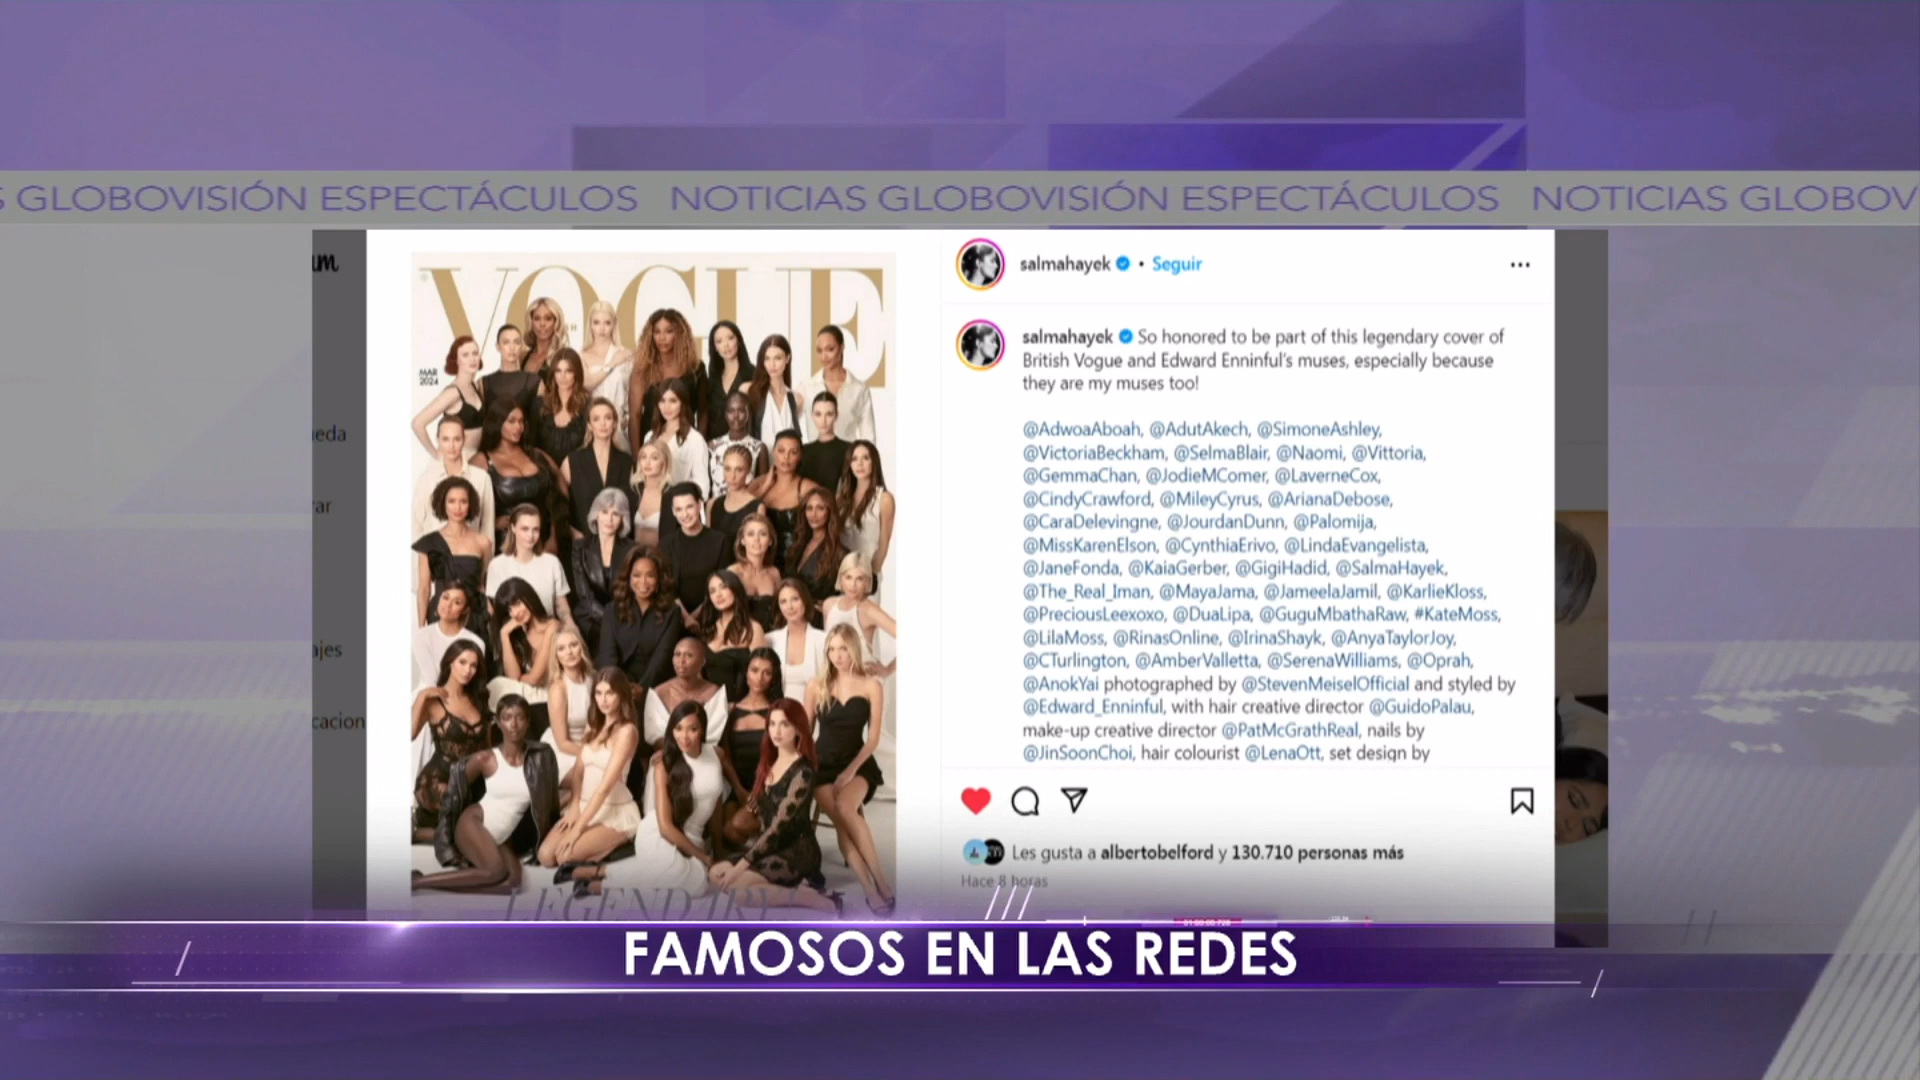 GLOBOVISIÓN ESPECTÁCULOS NOTICIAS GLOBOVISIÓN ESPECTÁCULOS NOTICIAS
VOGUE
MAR
2024
LEGENDARY
salmahayek • Seguir
salmahayek So honored to be part of this legendary cover of
British Vogue and Edward Enninful's muses, especially because
they are my muses too!
@AdwoaAboah, @AdutAkech, @SimoneAshley,
@VictoriaBeckham, @SelmaBlair, @Naomi, @Vittoria,
@GemmaChan, @JodieMComer, @LaverneCox,
@CindyCrawford, @MileyCyrus, @ArianaDebose,
@CaraDelevingne, @JourdanDunn, @Palomija,
@MissKarenElson, @CynthiaErivo, @LindaEvangelista,
@JaneFonda, @KaiaGerber, @GigiHadid, @SalmaHayek,
@The_Real_Iman, @MayaJama, @JameelaJamil, @KarlieKloss,
@PreciousLeexoxo, @DuaLipa, @GuguMbathaRaw, #KateMoss,
@LilaMoss, @RinasOnline, @IrinaShayk, @AnyaTaylorJoy,
@CTurlington, @AmberValletta, @SerenaWilliams, @Oprah,
@AnokYai photographed by @StevenMeiselOfficial and styled by
@Edward_Enninful, with hair creative director @GuidoPalau,
make-up creative director @PatMcGrathReal, nails by
@JinSoonChoi, hair colourist @LenaOtt, set design by
Les gusta a albertobelford y 130.710 personas más
Hace 8 horas
FAMOSOS EN LAS REDES